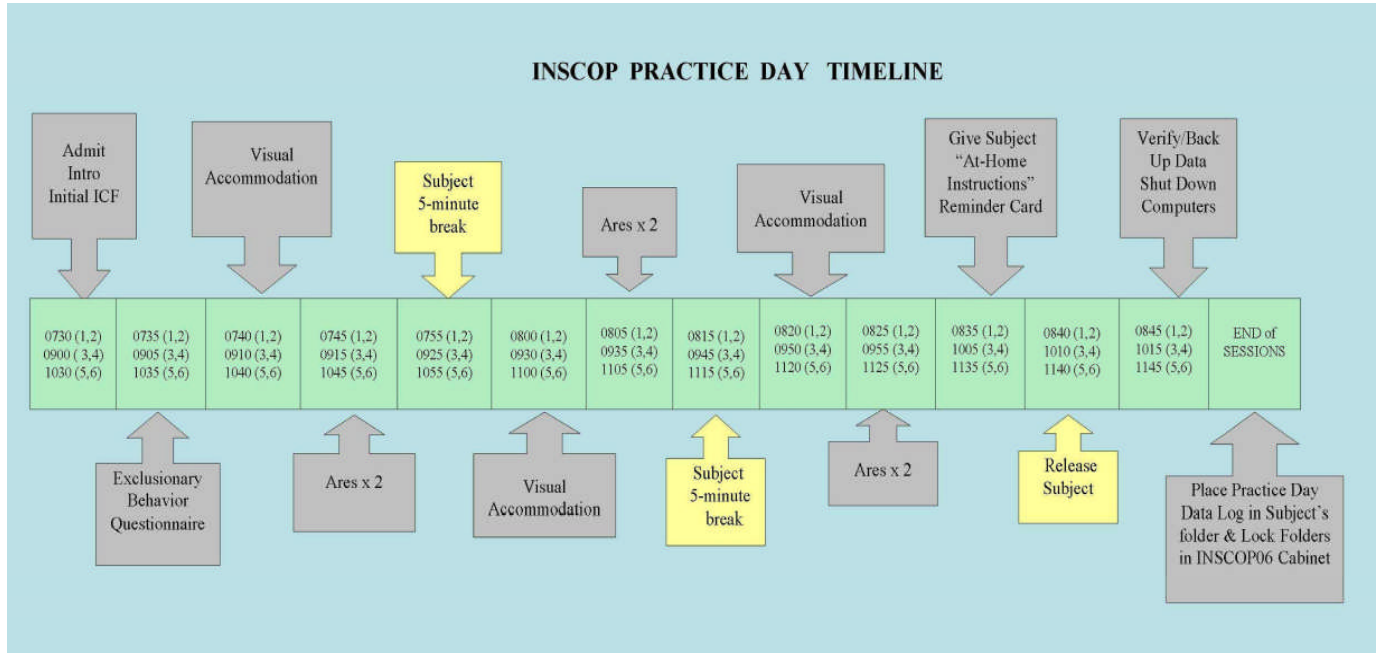 INSCOP PRACTICE DAY TIMELINE
Admit
Intro
Initial ICF
Visual
Accommodation
Subject
5-minute
break
Ares x 2
Visual
Accommodation
Give Subject
“At-Home
Instructions”
Reminder Card
Verify/Back
Up Data
Shut Down
Computers
0730 (1,2)
0900 (3,4)
1030 (5,6)
0735 (1,2)
0905 (3,4)
1035 (5,6)
0740 (1,2)
0910 (3,4)
1040 (5,6)
0745 (1,2)
0915 (3,4)
1045 (5,6)
0755 (1,2)
0925 (3,4)
1055 (5,6)
0800 (1,2)
0930 (3,4)
1100 (5,6)
0805 (1,2)
0935 (3,4)
1105 (5,6)
0815 (1,2)
0945 (3,4)
1115 (5,6)
0820 (1,2)
0950 (3,4)
1120 (5,6)
0825 (1,2)
0955 (3,4)
1125 (5,6)
0835 (1,2)
1005 (3,4)
1135 (5,6)
0840 (1,2)
1010 (3,4)
1140 (5,6)
0845 (1,2)
1015 (3,4)
1145 (5,6)
END of
SESSIONS
Exclusionary
Behavior
Questionnaire
Ares x 2
Visual
Accommodation
Subject
5-minute
break
Ares x 2
Release
Subject
Place Practice Day
Data Log in Subject's
folder & Lock Folders
in INSCOP06 Cabinet